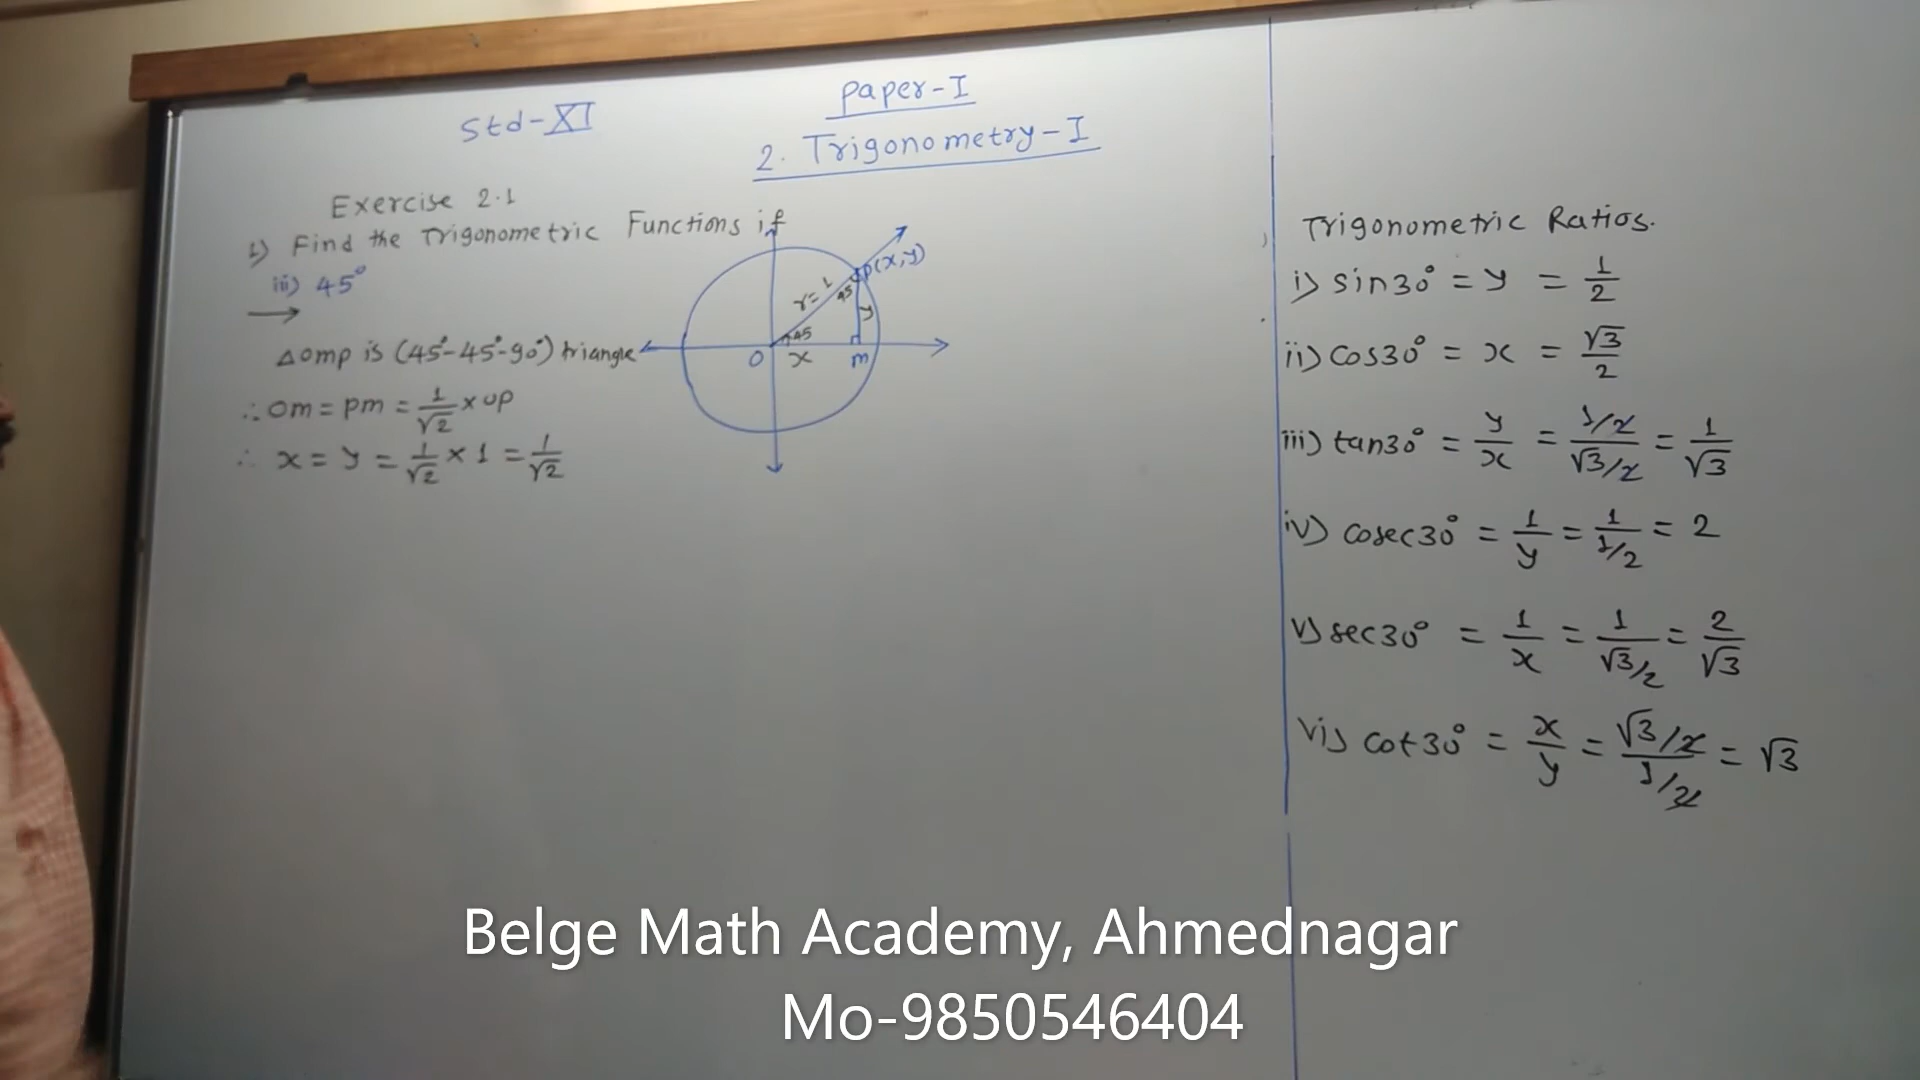 Std-XI
Paper-I
2. Trigonometry-I
Exercise 2.1
1) Find the Trigonometric Functions if
iii) 45°
→
△OMP is (45°-45°-90°) triangle
∴ OM = PM = 1/√2 × OP
∴ x = y = 1/√2 × 1 = 1/√2
P(x,y)
r=1
45
y
45
O
x
M
Trigonometric Ratios.
i) sin30° = y = 1/2
ii) cos30° = x = √3/2
iii) tan30° = y/x = (1/2)/(√3/2) = 1/√3
iv) cosec30° = 1/y = 1/(1/2) = 2
v) sec30° = 1/x = 1/(√3/2) = 2/√3
vi) cot30° = x/y = (√3/2)/(1/2) = √3
Belge Math Academy, Ahmednagar
Mo-9850546404